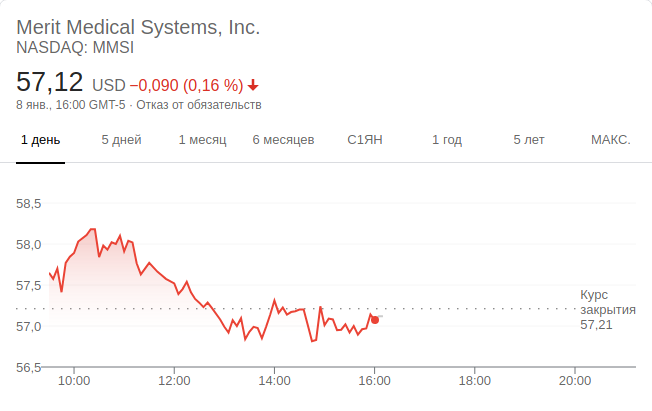 Merit Medical Systems, Inc.
NASDAQ: MMSI
57,12 USD −0,090 (0,16 %)
8 янв., 16:00 GMT-5 · Отказ от обязательств
1 день 5 дней 1 месяц 6 месяцев С1ЯН 1 год 5 лет МАКС.
58,5
58,0
57,5
57,0
56,5
Курс
закрытия
57,21
10:00 12:00 14:00 16:00 18:00 20:00